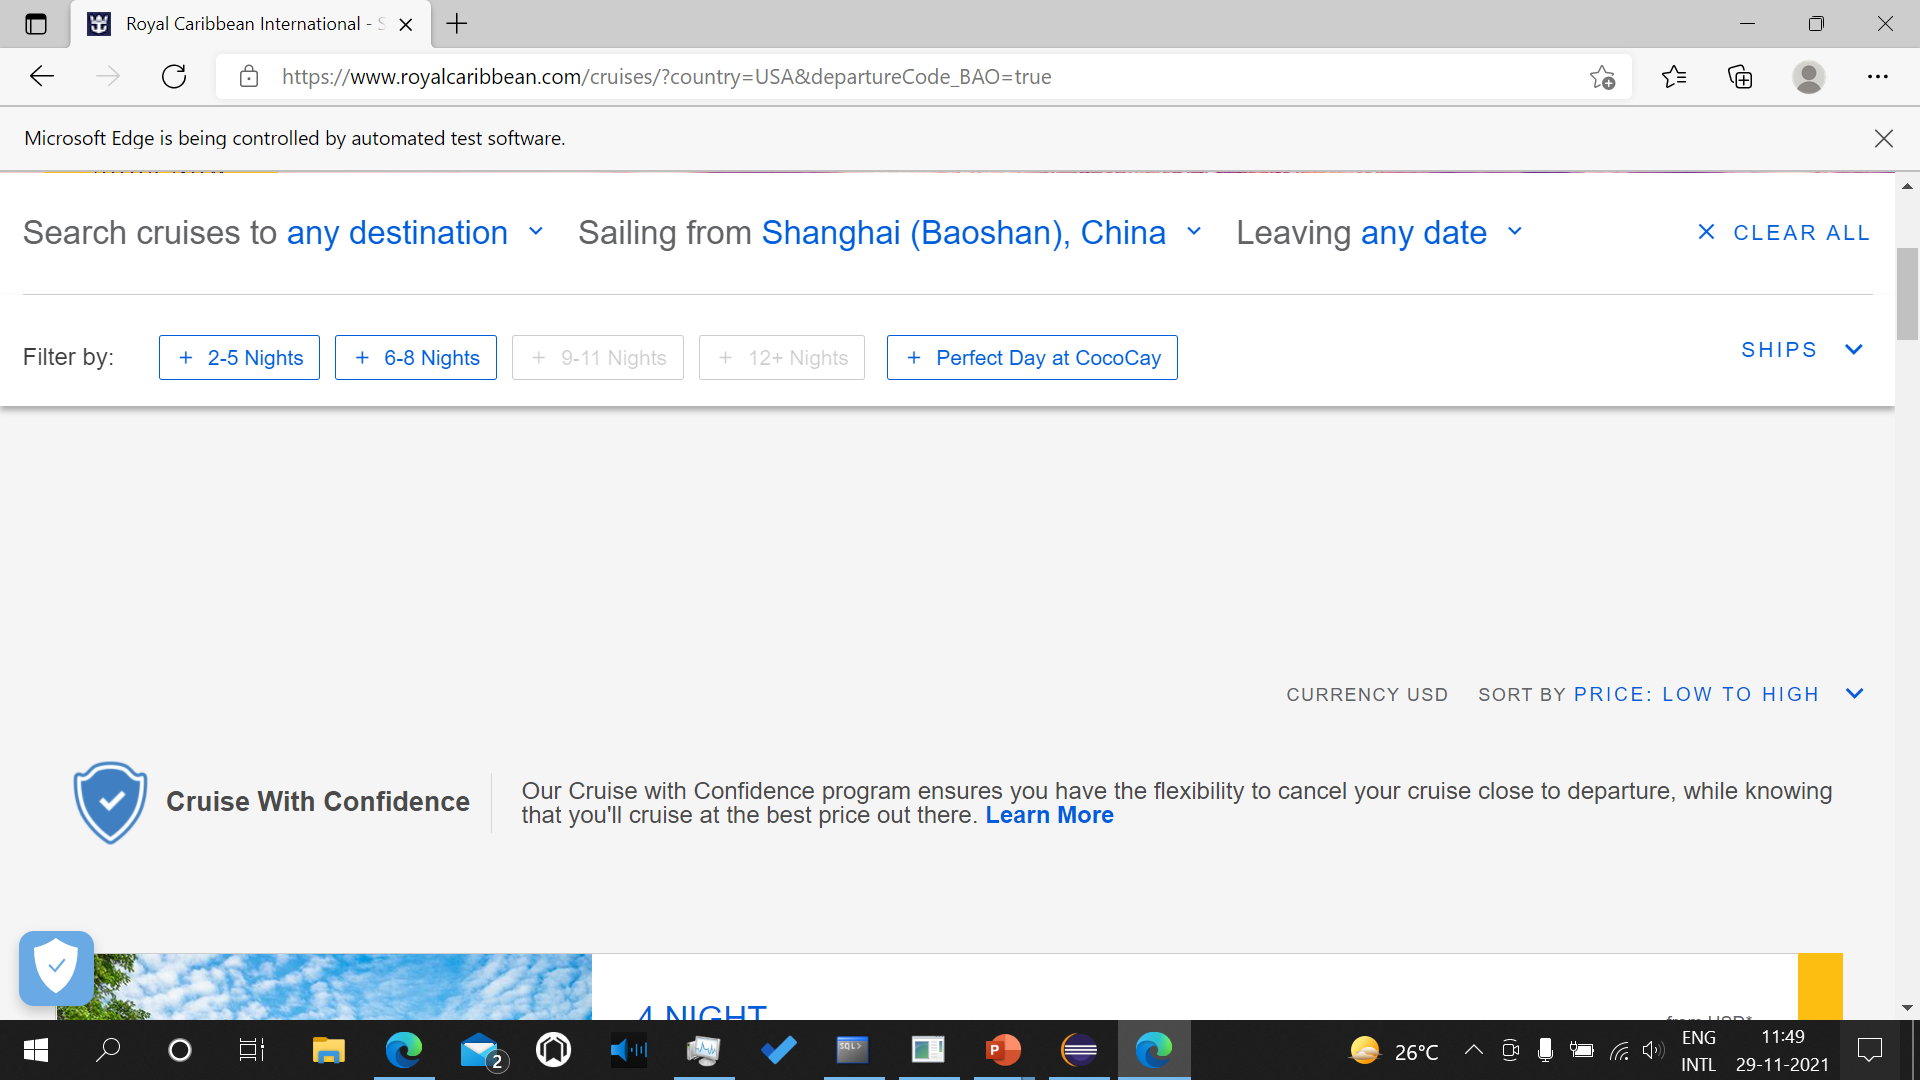 Royal Caribbean International - S
https://www.royalcaribbean.com/cruises/?country=USA&departureCode_BAO=true
Microsoft Edge is being controlled by automated test software.
Search cruises to any destination Sailing from Shanghai (Baoshan), China Leaving any date CLEAR ALL
Filter by: + 2-5 Nights + 6-8 Nights + 9-11 Nights + 12+ Nights + Perfect Day at CocoCay SHIPS
CURRENCY USD SORT BY PRICE: LOW TO HIGH
Cruise With Confidence
Our Cruise with Confidence program ensures you have the flexibility to cancel your cruise close to departure, while knowing
that you'll cruise at the best price out there. Learn More
4 NIGHT
from USD*
2
SQL>
P
26°C
ENG
INTL
11:49
29-11-2021